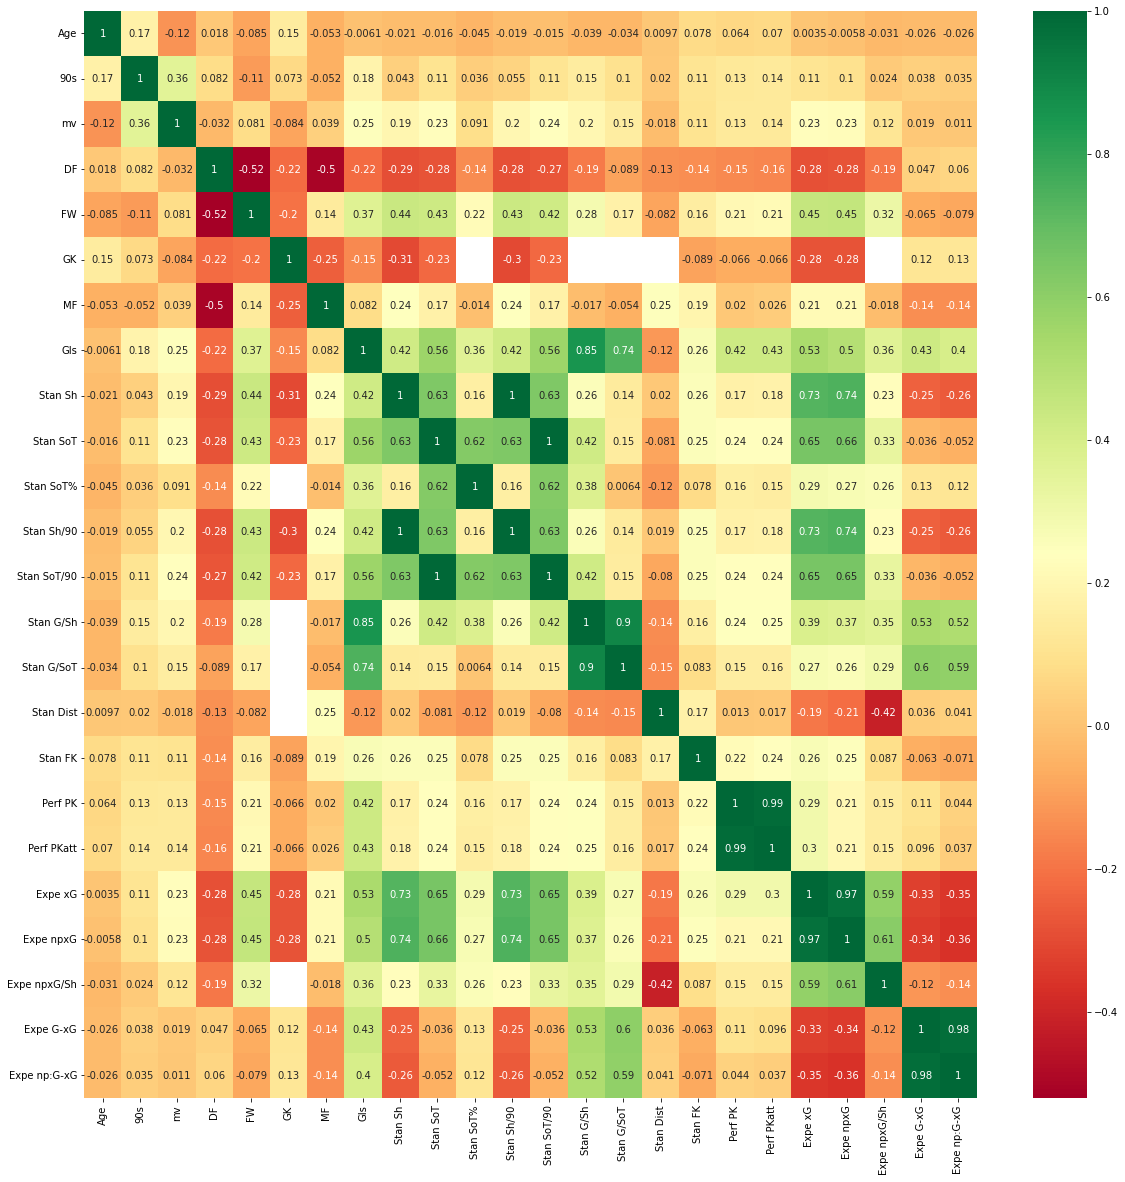 Age 1 0.17 -0.12 0.018 -0.085 0.15 -0.053 -0.0061 -0.021 -0.016 -0.045 -0.019 -0.015 -0.039 -0.034 0.0097 0.078 0.064 0.07 0.0035 -0.0058 -0.031 -0.026 -0.026
90s 0.17 1 0.36 0.082 -0.11 0.073 -0.052 0.18 0.043 0.11 0.036 0.055 0.11 0.15 0.1 0.02 0.11 0.13 0.14 0.11 0.1 0.024 0.038 0.035
mv -0.12 0.36 1 -0.032 0.081 -0.084 0.039 0.25 0.19 0.23 0.091 0.2 0.24 0.2 0.15 -0.018 0.11 0.13 0.14 0.23 0.23 0.12 0.019 0.011
DF 0.018 0.082 -0.032 1 -0.52 -0.22 -0.5 -0.22 -0.29 -0.28 -0.14 -0.28 -0.27 -0.19 -0.089 -0.13 -0.14 -0.15 -0.16 -0.28 -0.28 -0.19 0.047 0.06
FW -0.085 -0.11 0.081 -0.52 1 -0.2 0.14 0.37 0.44 0.43 0.22 0.43 0.42 0.28 0.17 -0.082 0.16 0.21 0.21 0.45 0.45 0.32 -0.065 -0.079
GK 0.15 0.073 -0.084 -0.22 -0.2 1 -0.25 -0.15 -0.31 -0.23 -0.3 -0.23 -0.089 -0.066 -0.066 -0.28 -0.28 0.12 0.13
MF -0.053 -0.052 0.039 -0.5 0.14 -0.25 1 0.082 0.24 0.17 -0.014 0.24 0.17 -0.017 -0.054 0.25 0.19 0.02 0.026 0.21 0.21 -0.018 -0.14 -0.14
Gls -0.0061 0.18 0.25 -0.22 0.37 -0.15 0.082 1 0.42 0.56 0.36 0.42 0.56 0.85 0.74 -0.12 0.26 0.42 0.43 0.53 0.5 0.36 0.43 0.4
Stan Sh -0.021 0.043 0.19 -0.29 0.44 -0.31 0.24 0.42 1 0.63 0.16 1 0.63 0.26 0.14 0.02 0.26 0.17 0.18 0.73 0.74 0.23 -0.25 -0.26
Stan SoT -0.016 0.11 0.23 -0.28 0.43 -0.23 0.17 0.56 0.63 1 0.62 0.63 1 0.42 0.15 -0.081 0.25 0.24 0.24 0.65 0.66 0.33 -0.036 -0.052
Stan SoT% -0.045 0.036 0.091 -0.14 0.22 -0.014 0.36 0.16 0.62 1 0.16 0.62 0.38 0.0064 -0.12 0.078 0.16 0.15 0.29 0.27 0.26 0.13 0.12
Stan Sh/90 -0.019 0.055 0.2 -0.28 0.43 -0.3 0.24 0.42 1 0.63 0.16 1 0.63 0.26 0.14 0.019 0.25 0.17 0.18 0.73 0.74 0.23 -0.25 -0.26
Stan SoT/90 -0.015 0.11 0.24 -0.27 0.42 -0.23 0.17 0.56 0.63 1 0.62 0.63 1 0.42 0.15 -0.08 0.25 0.24 0.24 0.65 0.65 0.33 -0.036 -0.052
Stan G/Sh -0.039 0.15 0.2 -0.19 0.28 -0.017 0.85 0.26 0.42 0.38 0.26 0.42 1 0.9 -0.14 0.16 0.24 0.25 0.39 0.37 0.35 0.53 0.52
Stan G/SoT -0.034 0.1 0.15 -0.089 0.17 -0.054 0.74 0.14 0.15 0.0064 0.14 0.15 0.9 1 -0.15 0.083 0.15 0.16 0.27 0.26 0.29 0.6 0.59
Stan Dist 0.0097 0.02 -0.018 -0.13 -0.082 0.25 -0.12 0.02 -0.081 -0.12 0.019 -0.08 -0.14 -0.15 1 0.17 0.013 0.017 -0.19 -0.21 -0.42 0.036 0.041
Stan FK 0.078 0.11 0.11 -0.14 0.16 -0.089 0.19 0.26 0.26 0.25 0.078 0.25 0.25 0.16 0.083 0.17 1 0.22 0.24 0.26 0.25 0.087 -0.063 -0.071
Perf PK 0.064 0.13 0.13 -0.15 0.21 -0.066 0.02 0.42 0.17 0.24 0.16 0.17 0.24 0.24 0.15 0.013 0.22 1 0.99 0.29 0.21 0.15 0.11 0.044
Perf PKatt 0.07 0.14 0.14 -0.16 0.21 -0.066 0.026 0.43 0.18 0.24 0.15 0.18 0.24 0.25 0.16 0.017 0.24 0.99 1 0.3 0.21 0.15 0.096 0.037
Expe xG 0.0035 0.11 0.23 -0.28 0.45 -0.28 0.21 0.53 0.73 0.65 0.29 0.73 0.65 0.39 0.27 -0.19 0.26 0.29 0.3 1 0.97 0.59 -0.33 -0.35
Expe npxG -0.0058 0.1 0.23 -0.28 0.45 -0.28 0.21 0.5 0.74 0.66 0.27 0.74 0.65 0.37 0.26 -0.21 0.25 0.21 0.21 0.97 1 0.61 -0.34 -0.36
Expe npxG/Sh -0.031 0.024 0.12 -0.19 0.32 -0.018 0.36 0.23 0.33 0.26 0.23 0.33 0.35 0.29 -0.42 0.087 0.15 0.15 0.59 0.61 1 -0.12 -0.14
Expe G-xG -0.026 0.038 0.019 0.047 -0.065 0.12 -0.14 0.43 -0.25 -0.036 0.13 -0.25 -0.036 0.53 0.6 0.036 -0.063 0.11 0.096 -0.33 -0.34 -0.12 1 0.98
Expe np:G-xG -0.026 0.035 0.011 0.06 -0.079 0.13 -0.14 0.4 -0.26 -0.052 0.12 -0.26 -0.052 0.52 0.59 0.041 -0.071 0.044 0.037 -0.35 -0.36 -0.14 0.98 1
Age 90s mv DF FW GK MF Gls Stan Sh Stan SoT Stan SoT% Stan Sh/90 Stan SoT/90 Stan G/Sh Stan G/SoT Stan Dist Stan FK Perf PK Perf PKatt Expe xG Expe npxG Expe npxG/Sh Expe G-xG Expe np:G-xG
1.0
0.8
0.6
0.4
0.2
0.0
−0.2
−0.4